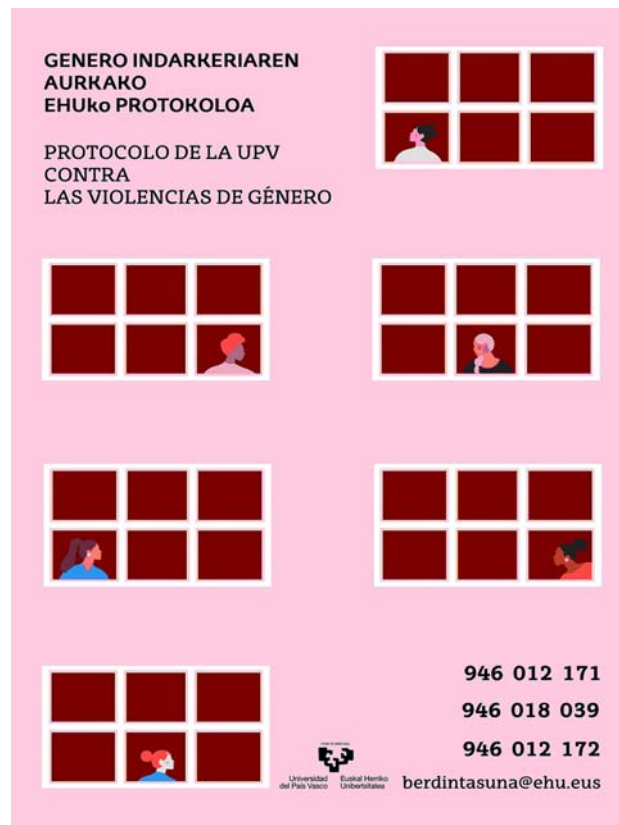 GENERO INDARKERIAREN
AURKAKO
EHUko PROTOKOLOA
PROTOCOLO DE LA UPV
CONTRA
LAS VIOLENCIAS DE GÉNERO
946 012 171
946 018 039
946 012 172
Universidad Euskal Herriko
del País Vasco Unibertsitatea
berdintasuna@ehu.eus